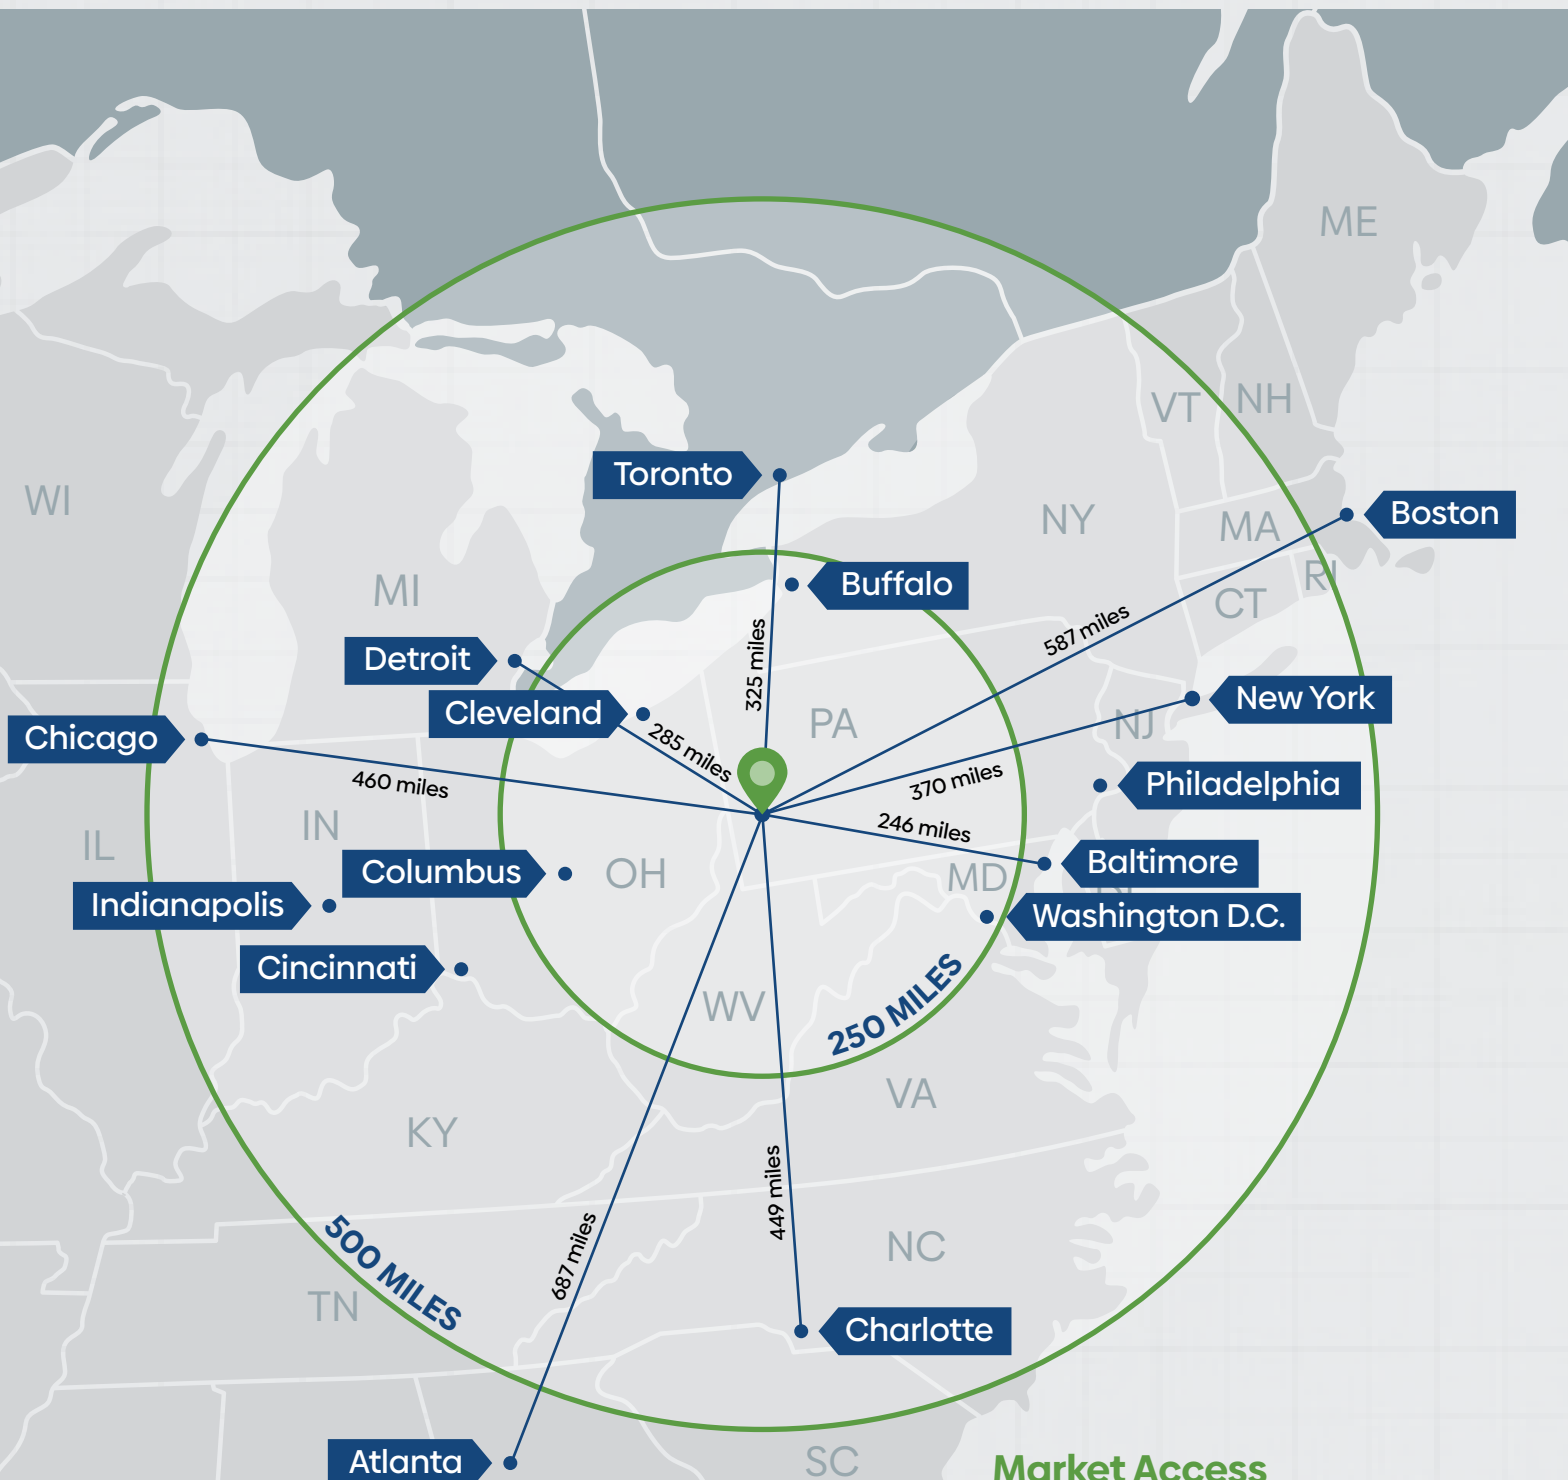 ME
VT
NH
Toronto
WI
NY
MA
Boston
RI
MI
Buffalo
CT
587 miles
325 miles
Detroit
Cleveland
New York
NJ
PA
Chicago
285 miles
460 miles
370 miles
Philadelphia
246 miles
IN
IL
Baltimore
Columbus
OH
MD
Indianapolis
Washington D.C.
Cincinnati
WV
250 MILES
VA
KY
449 miles
687 miles
NC
500 MILES
TN
Charlotte
Atlanta
SC
Market Access